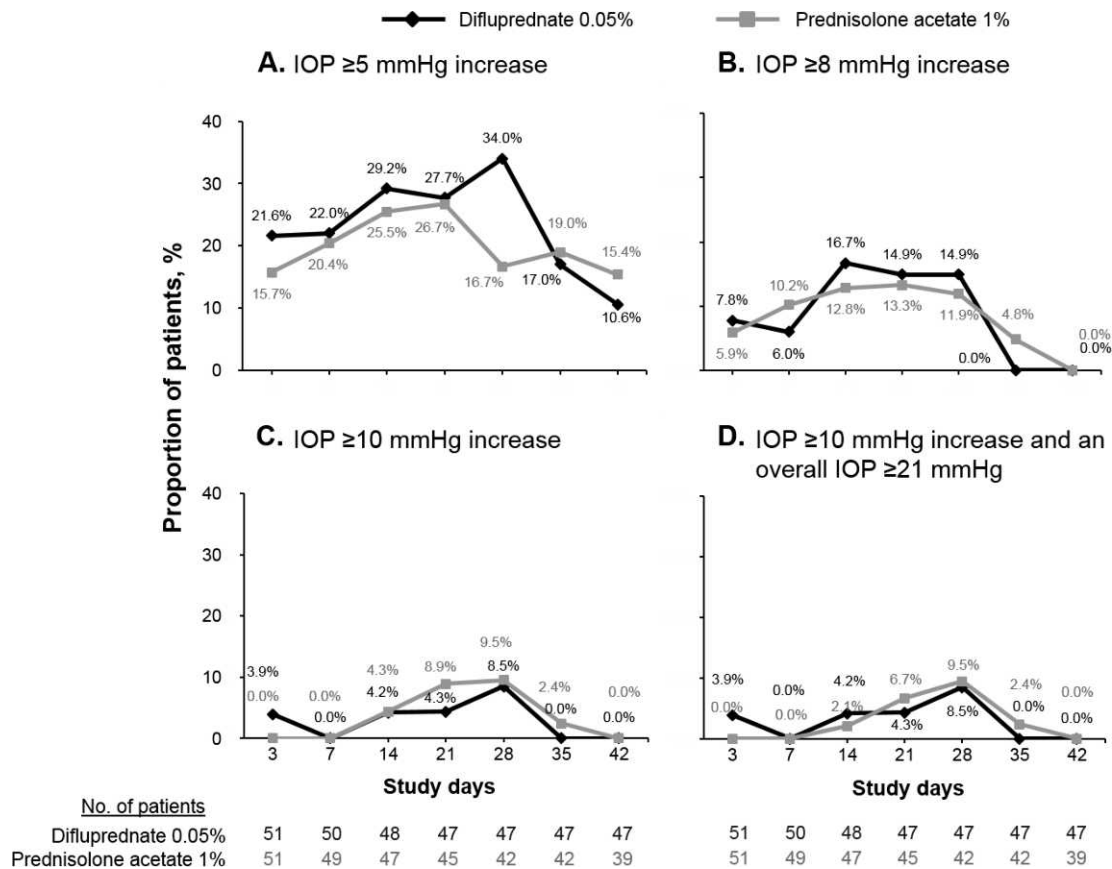 Difluprednate 0.05% Prednisolone acetate 1%
A. IOP ≥5 mmHg increase
B. IOP ≥8 mmHg increase
Proportion of patients, %
40
30
20
10
0
21.6% 22.0% 29.2% 27.7% 34.0% 17.0% 10.6%
15.7% 20.4% 25.5% 26.7% 16.7% 19.0% 15.4%
7.8% 6.0% 16.7% 14.9% 14.9% 0.0% 0.0%
5.9% 10.2% 12.8% 13.3% 11.9% 4.8% 0.0%
C. IOP ≥10 mmHg increase
D. IOP ≥10 mmHg increase and an
overall IOP ≥21 mmHg
40
30
20
10
0
3.9% 0.0% 4.2% 4.3% 8.5% 0.0% 0.0%
0.0% 0.0% 4.3% 8.9% 9.5% 2.4% 0.0%
3.9% 0.0% 4.2% 4.3% 8.5% 0.0% 0.0%
0.0% 0.0% 2.1% 6.7% 9.5% 2.4% 0.0%
3 7 14 21 28 35 42
3 7 14 21 28 35 42
Study days
Study days
No. of patients
Difluprednate 0.05% 51 50 48 47 47 47 47 51 50 48 47 47 47 47
Prednisolone acetate 1% 51 49 47 45 42 42 39 51 49 47 45 42 42 39